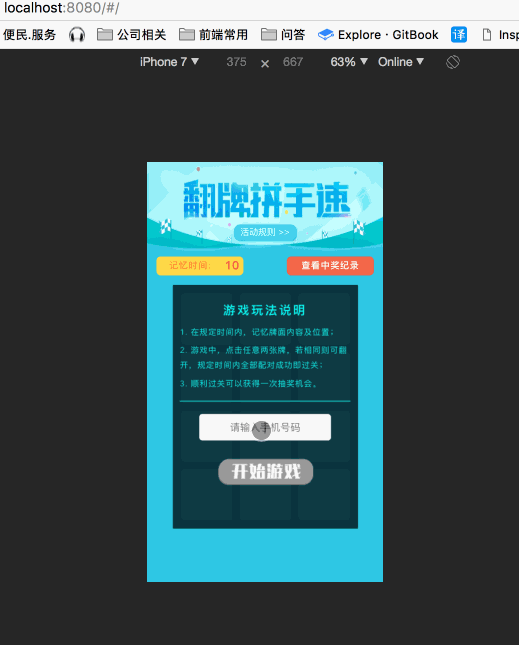 localhost:8080/#/
便民.服务 公司相关 前端常用 问答 Explore · GitBook 译 Insp
iPhone 7 ▼ 375 × 667 63% ▼ Online ▼
翻牌拼手速
活动规则 >>
记忆时间: 10 查看中奖纪录
游戏玩法说明
1. 在规定时间内，记忆牌面内容及位置；
2. 游戏中，点击任意两张牌，若相同则可翻
开，规定时间内全部配对成功即过关；
3. 顺利过关可以获得一次抽奖机会。
请输入手机号码
开始游戏